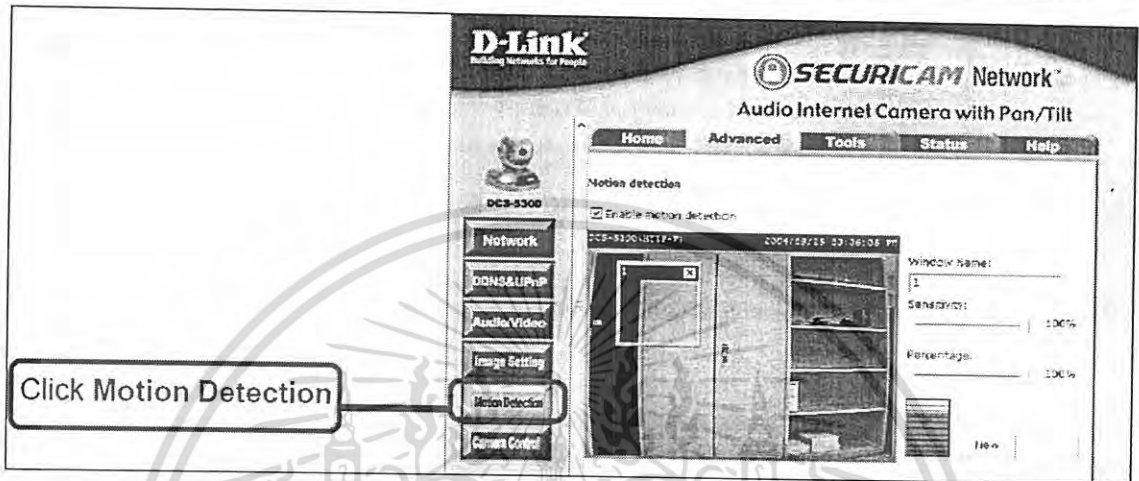 D-Link
Building Networks for People
SECURICAM Network™
Audio Internet Camera with Pan/Tilt
Home
Advanced
Tools
Status
Help
DCS-5300
Motion detection
Enable motion detection
Network
DDNS&UPnP
Audio/Video
Image Setting
Motion Detection
Camera Control
Click Motion Detection
1
Window Name:
1
Sensitivity:
100%
Percentage:
100%
New